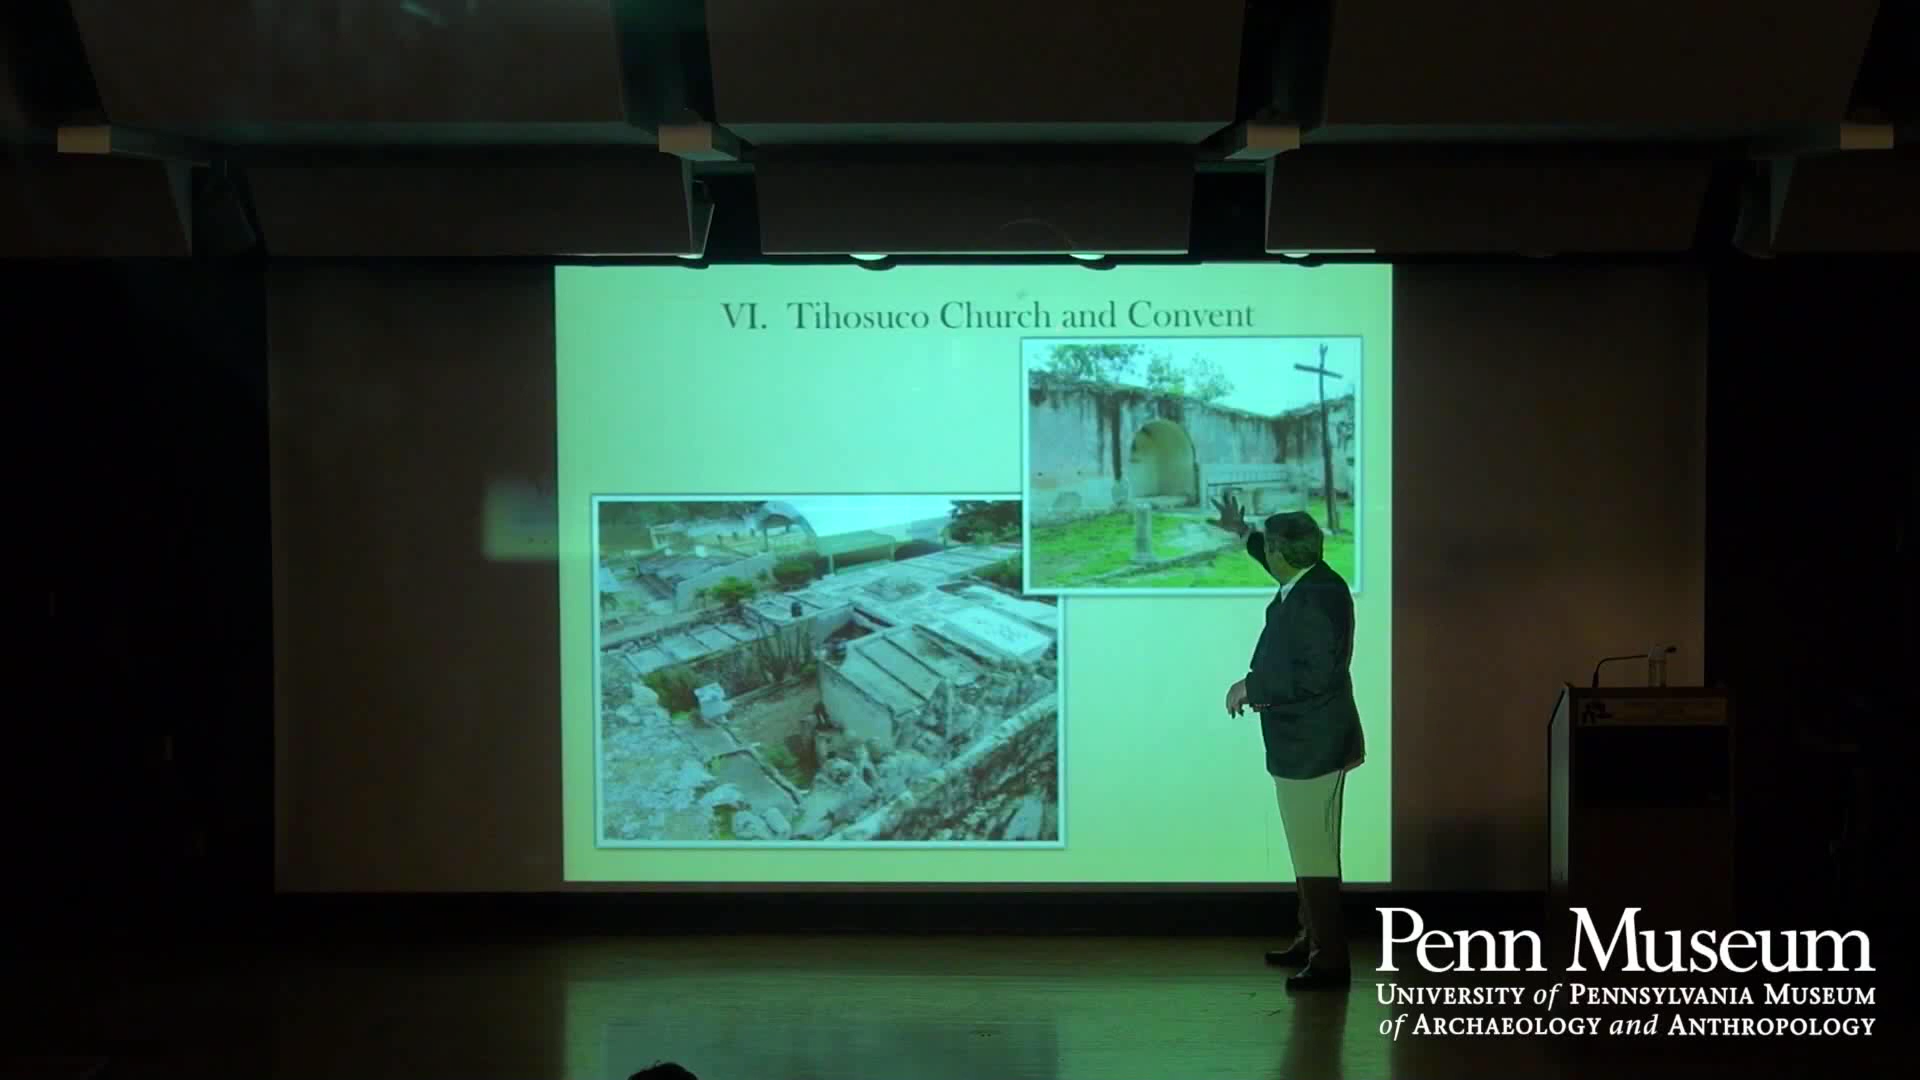 VI. Tihosuco Church and Convent
Penn Museum
University of Pennsylvania Museum
of Archaeology and Anthropology